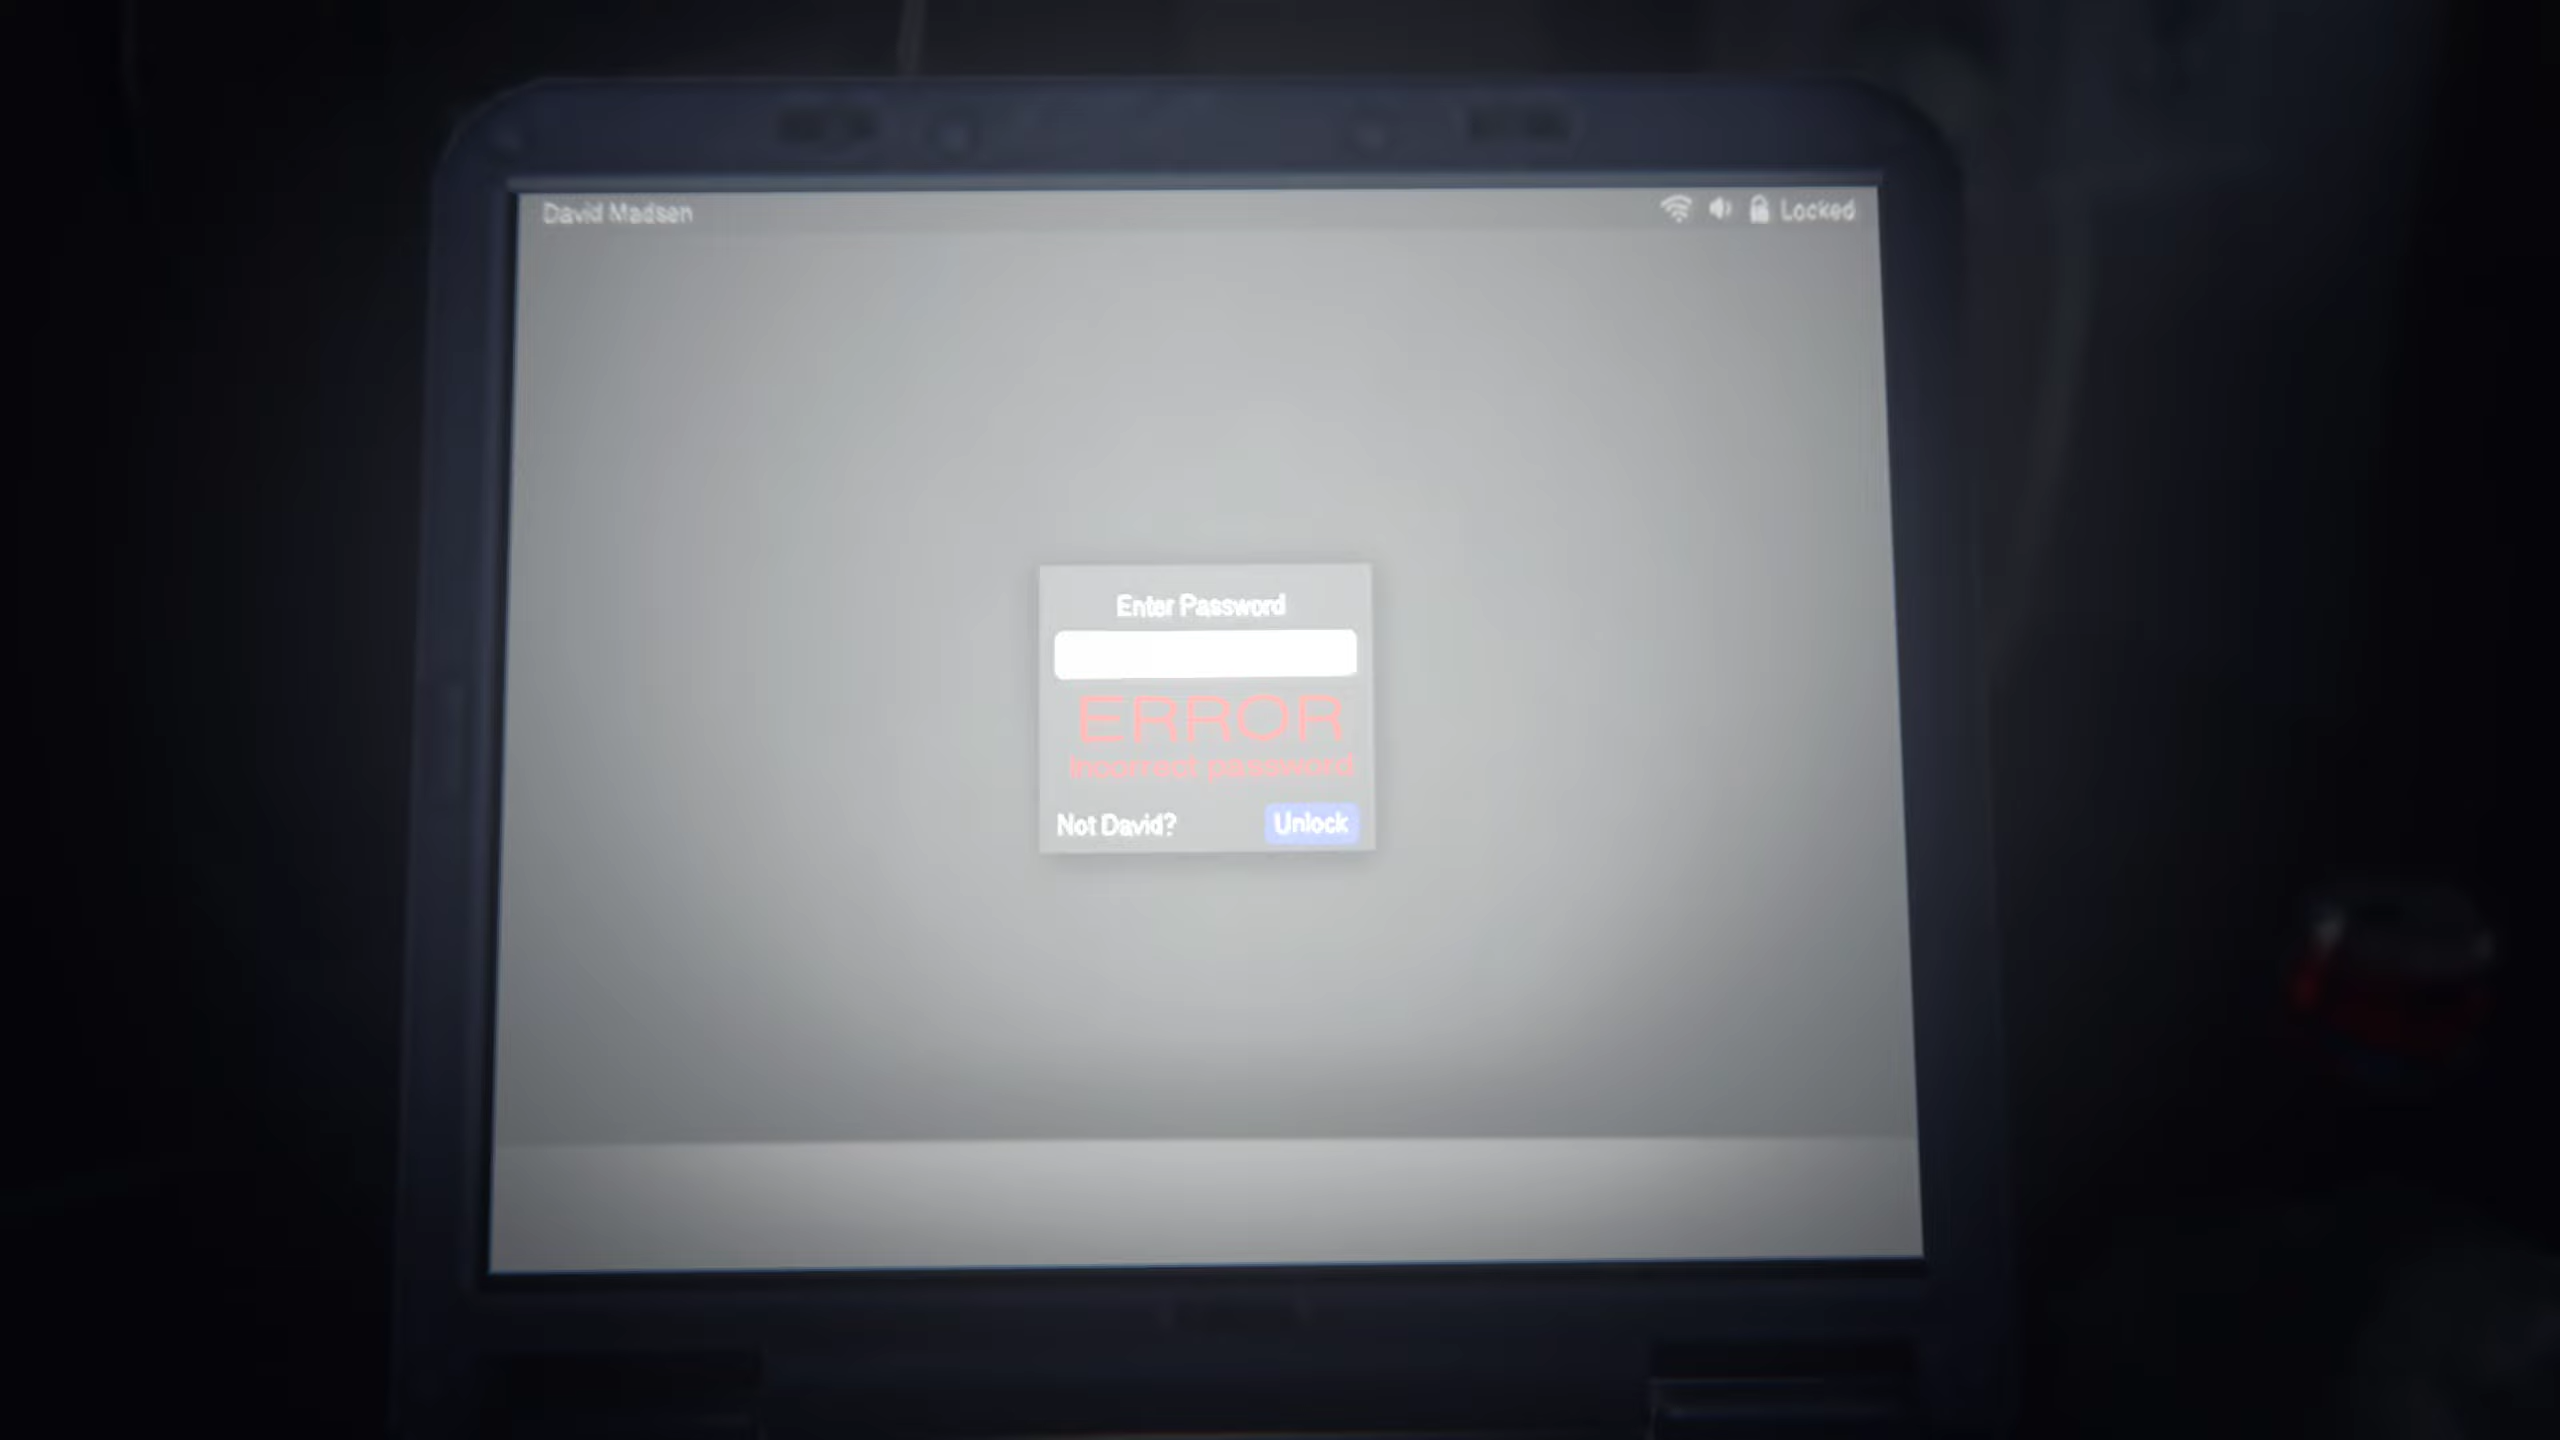 David Madsen
Locked
Enter Password
ERROR
Incorrect password
Not David?
Unlock